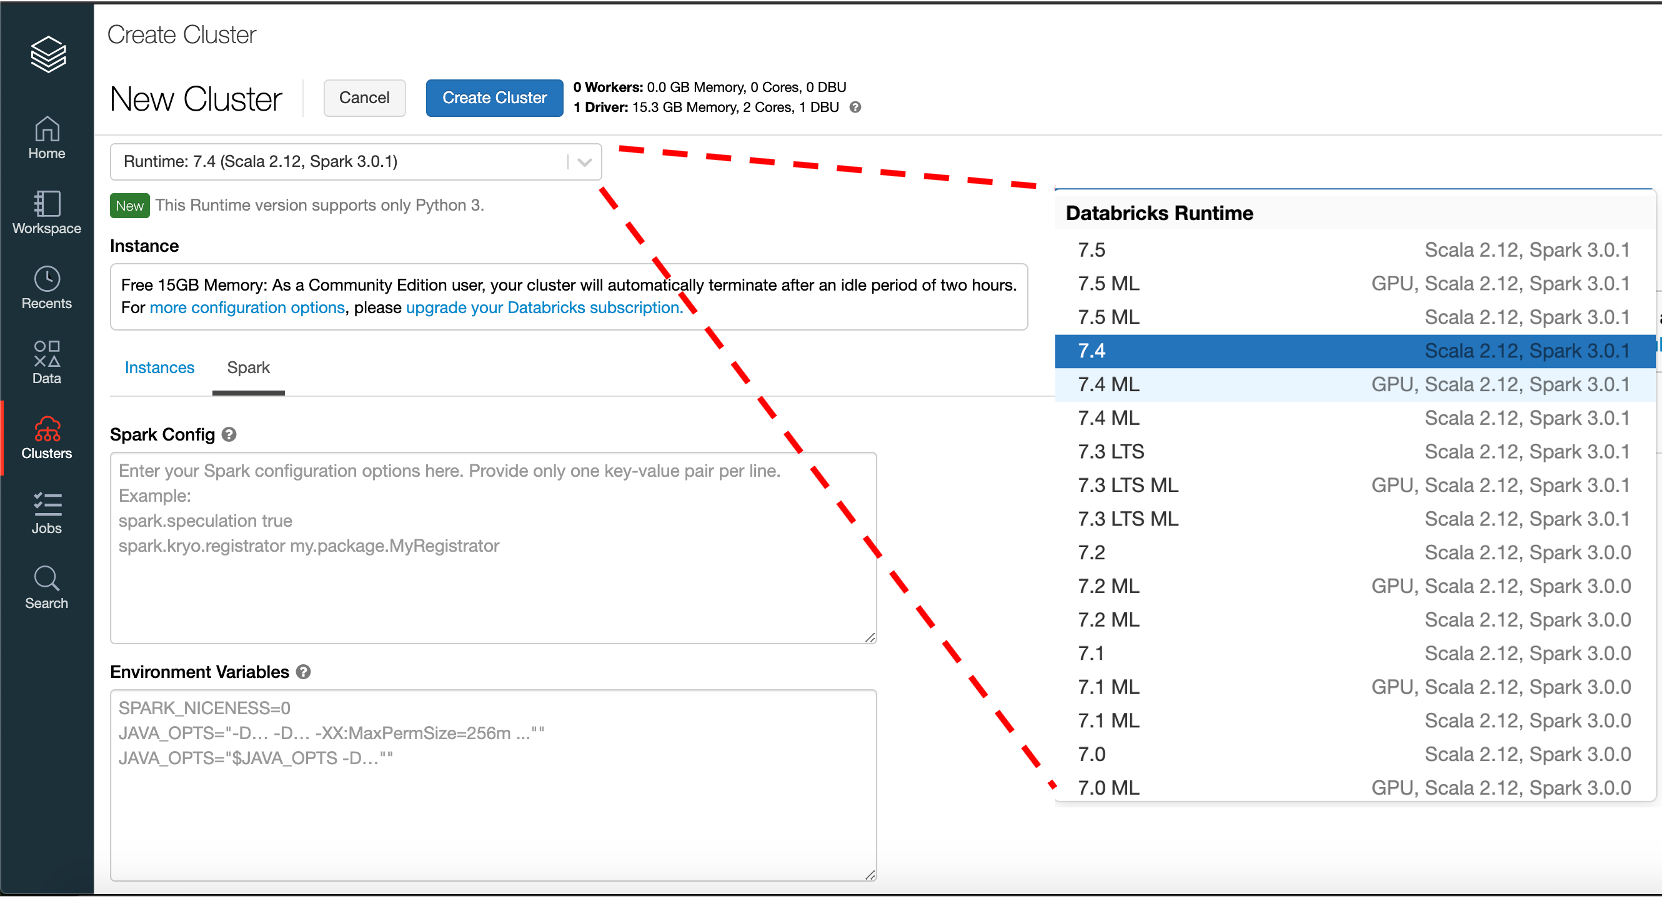 Create Cluster
New Cluster
Cancel
Create Cluster
0 Workers: 0.0 GB Memory, 0 Cores, 0 DBU
1 Driver: 15.3 GB Memory, 2 Cores, 1 DBU ?
Home
Workspace
Recents
Data
Clusters
Jobs
Search
Runtime: 7.4 (Scala 2.12, Spark 3.0.1)
New This Runtime version supports only Python 3.
Instance
Free 15GB Memory: As a Community Edition user, your cluster will automatically terminate after an idle period of two hours.
For more configuration options, please upgrade your Databricks subscription.
Instances Spark
Spark Config ?
Enter your Spark configuration options here. Provide only one key-value pair per line.
Example:
spark.speculation true
spark.kryo.registrator my.package.MyRegistrator
Environment Variables ?
SPARK_NICENESS=0
JAVA_OPTS="-D... -D... -XX:MaxPermSize=256m ...""
JAVA_OPTS="$JAVA_OPTS -D...""
Databricks Runtime
7.5 Scala 2.12, Spark 3.0.1
7.5 ML GPU, Scala 2.12, Spark 3.0.1
7.5 ML Scala 2.12, Spark 3.0.1
7.4 Scala 2.12, Spark 3.0.1
7.4 ML GPU, Scala 2.12, Spark 3.0.1
7.4 ML Scala 2.12, Spark 3.0.1
7.3 LTS Scala 2.12, Spark 3.0.1
7.3 LTS ML GPU, Scala 2.12, Spark 3.0.1
7.3 LTS ML Scala 2.12, Spark 3.0.1
7.2 Scala 2.12, Spark 3.0.0
7.2 ML GPU, Scala 2.12, Spark 3.0.0
7.2 ML Scala 2.12, Spark 3.0.0
7.1 Scala 2.12, Spark 3.0.0
7.1 ML GPU, Scala 2.12, Spark 3.0.0
7.1 ML Scala 2.12, Spark 3.0.0
7.0 Scala 2.12, Spark 3.0.0
7.0 ML GPU, Scala 2.12, Spark 3.0.0